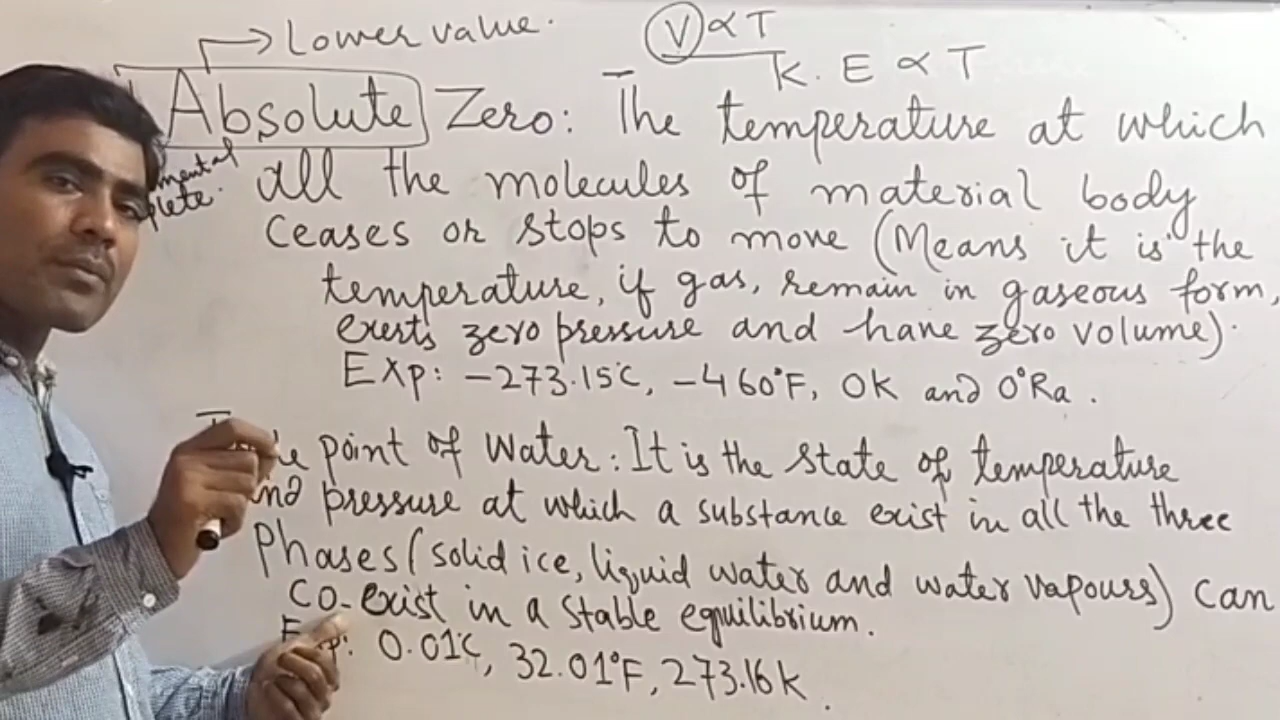 Lower value.
V ∝ T
K.E ∝ T
Absolute Zero: The temperature at which
all the molecules of material body
ceases or stops to move (Means it is the
temperature, if gas, remain in gaseous form,
exerts zero pressure and have zero volume).
Exp: -273.15°C, -460°F, 0K and 0°Ra.
point of Water: It is the state of temperature
and pressure at which a substance exist in all the three
Phases (solid ice, liquid water and water vapours) can
Co-exist in a stable equilibrium.
Exp: 0.01°C, 32.01°F, 273.16K.